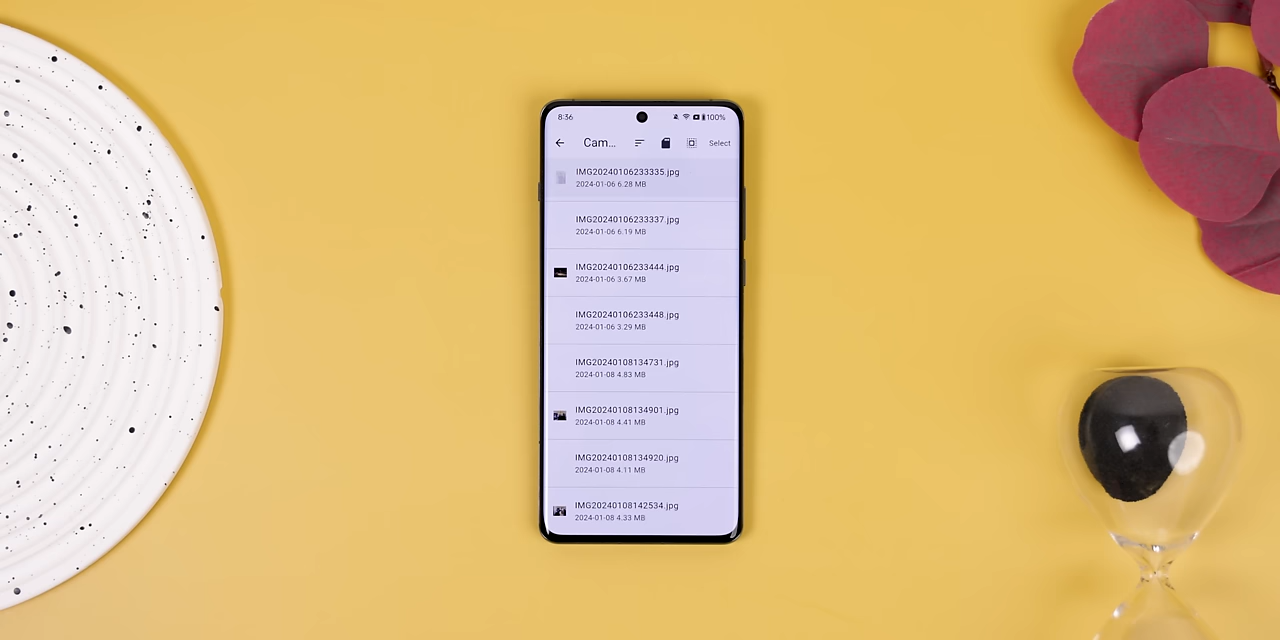 8:36
100%
Cam...
Select
IMG20240106233335.jpg
2024-01-06 6.28 MB
IMG20240106233337.jpg
2024-01-06 6.19 MB
IMG20240106233444.jpg
2024-01-06 3.67 MB
IMG20240106233448.jpg
2024-01-06 3.29 MB
IMG20240108134731.jpg
2024-01-08 4.83 MB
IMG20240108134901.jpg
2024-01-08 4.41 MB
IMG20240108134920.jpg
2024-01-08 4.11 MB
IMG20240108142534.jpg
2024-01-08 4.33 MB